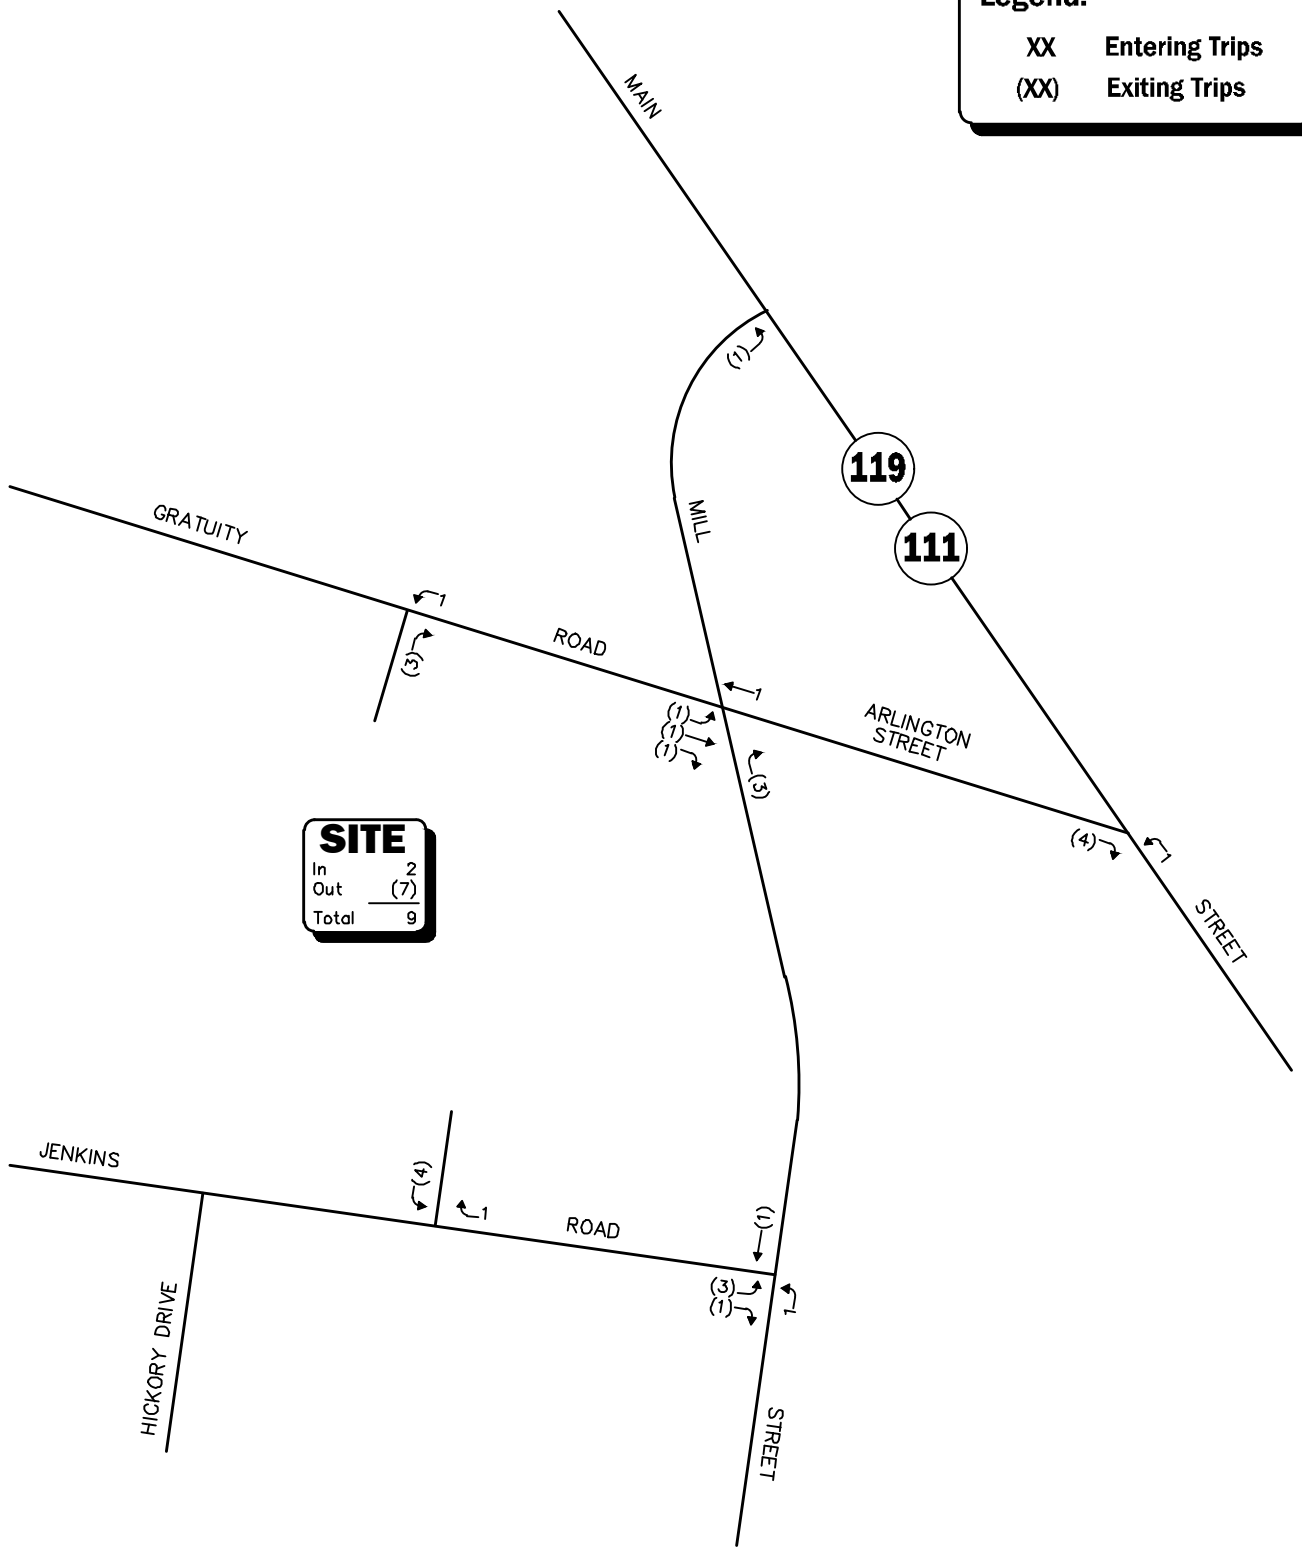 Legend:
XX Entering Trips
(XX) Exiting Trips
MAIN
(1)
119
111
MILL
GRATUITY
1
(3)
ROAD
1
(1)
(1)
(1)
(3)
ARLINGTON
STREET
(4)
1
STREET
SITE
In 2
Out (7)
Total 9
JENKINS
(4)
1
ROAD
(1)
(3)
(1)
1
HICKORY DRIVE
STREET